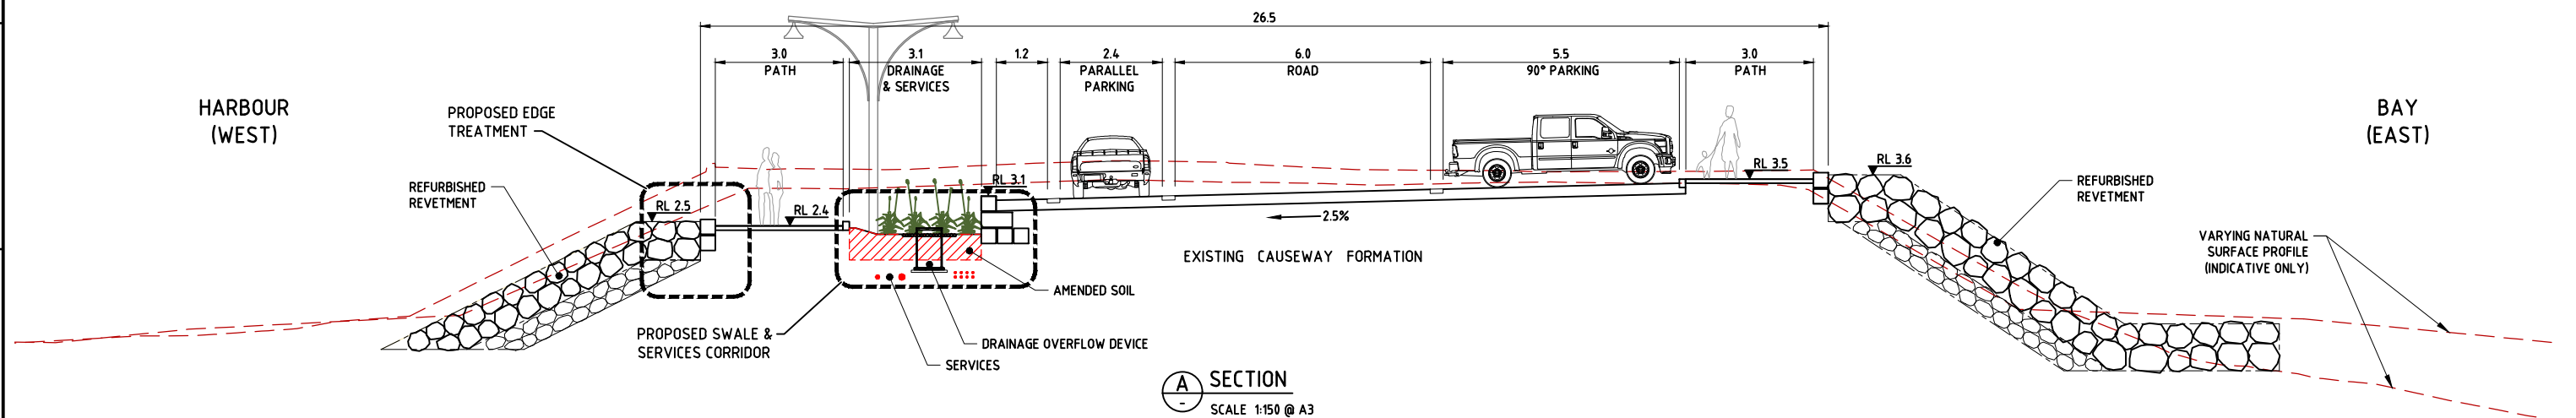 26.5
3.0
PATH
3.1
DRAINAGE
& SERVICES
1.2
2.4
PARALLEL
PARKING
6.0
ROAD
5.5
90° PARKING
3.0
PATH
HARBOUR
(WEST)
BAY
(EAST)
PROPOSED EDGE
TREATMENT
REFURBISHED
REVETMENT
RL 2.5
RL 2.4
RL 3.1
RL 3.5
RL 3.6
REFURBISHED
REVETMENT
2.5%
EXISTING CAUSEWAY FORMATION
VARYING NATURAL
SURFACE PROFILE
(INDICATIVE ONLY)
AMENDED SOIL
PROPOSED SWALE &
SERVICES CORRIDOR
DRAINAGE OVERFLOW DEVICE
SERVICES
A
-
SECTION
SCALE 1:150 @ A3